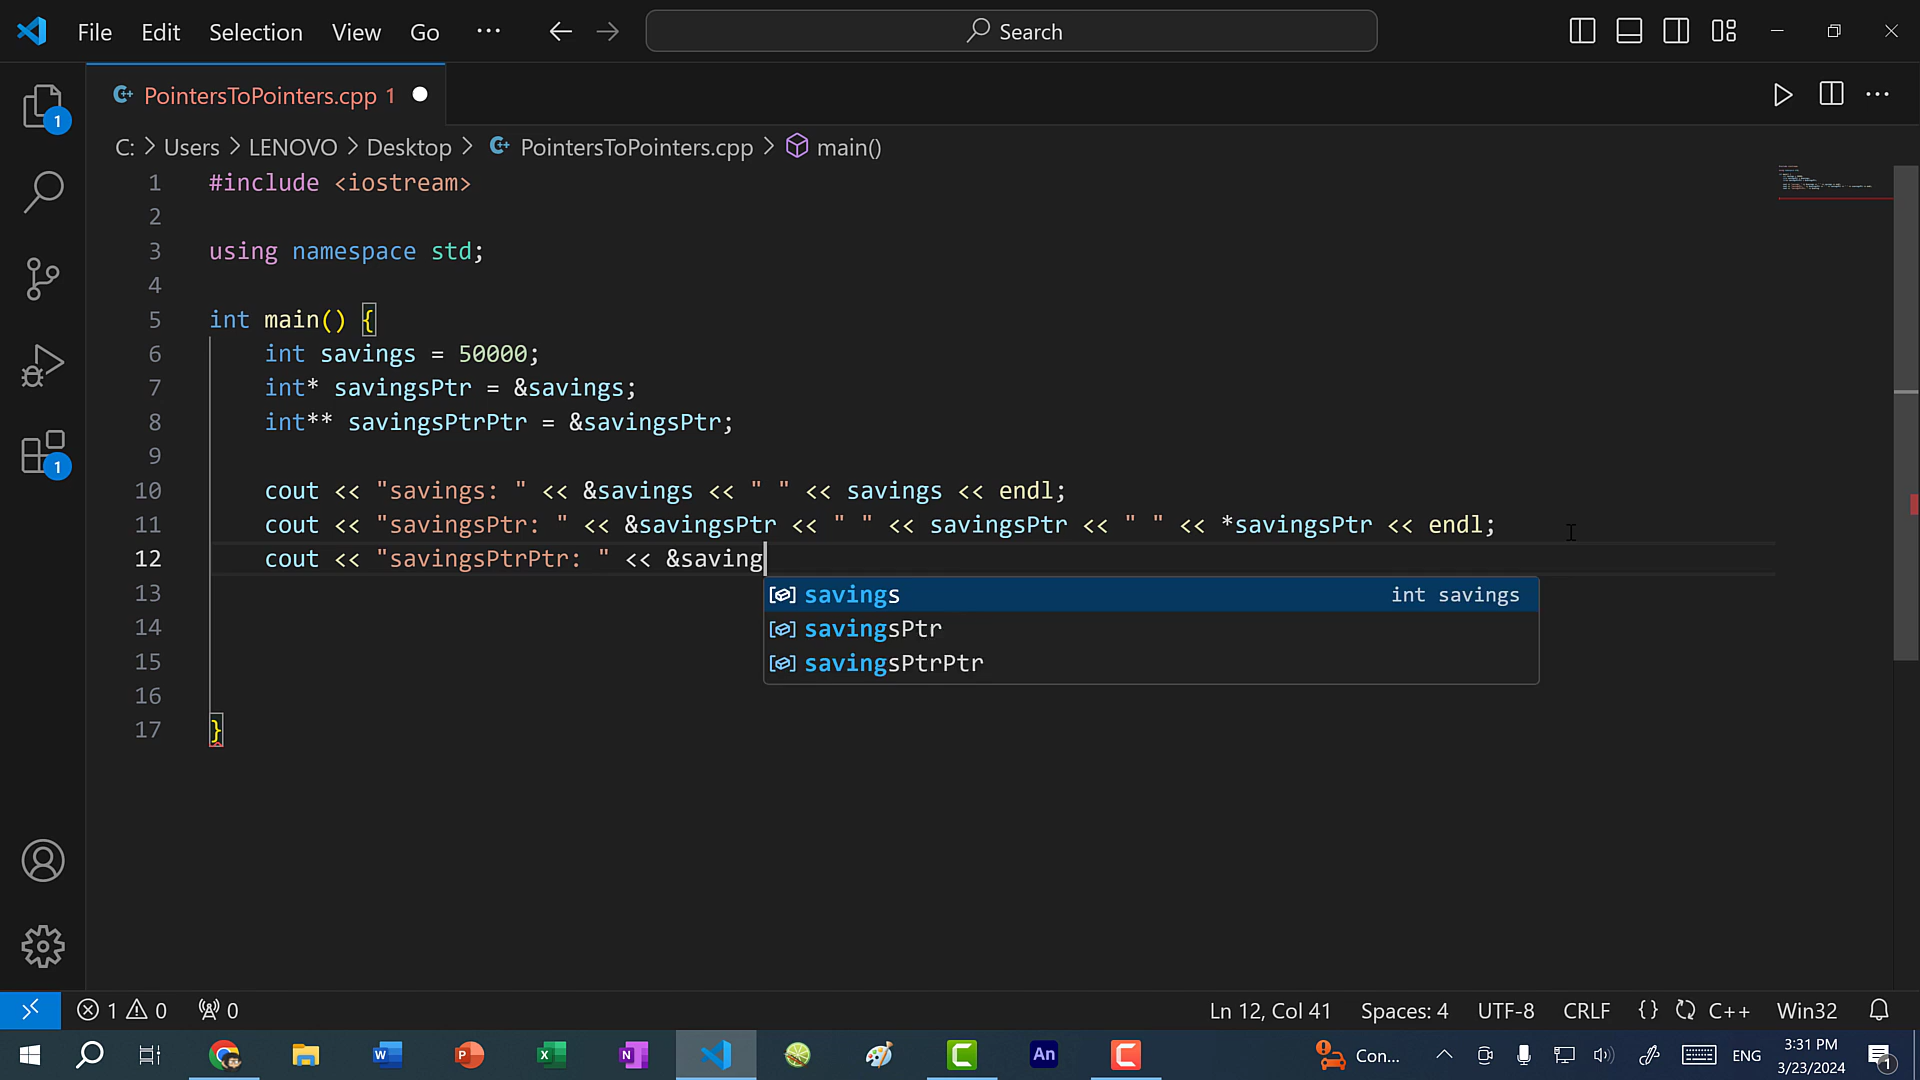 File Edit Selection View Go ··· Search
PointersToPointers.cpp 1
C: > Users > LENOVO > Desktop > PointersToPointers.cpp > main()
1 #include <iostream>
2
3 using namespace std;
4
5 int main() {
6 int savings = 50000;
7 int* savingsPtr = &savings;
8 int** savingsPtrPtr = &savingsPtr;
9
10 cout << "savings: " << &savings << " " << savings << endl;
11 cout << "savingsPtr: " << &savingsPtr << " " << savingsPtr << " " << *savingsPtr << endl;
12 cout << "savingsPtrPtr: " << &saving
savings int savings
savingsPtr
savingsPtrPtr
13
14
15
16
17 }
1
1
1 0 0 Ln 12, Col 41 Spaces: 4 UTF-8 CRLF {} C++ Win32
W P X N An C C Con... ENG 3:31 PM
3/23/2024 1